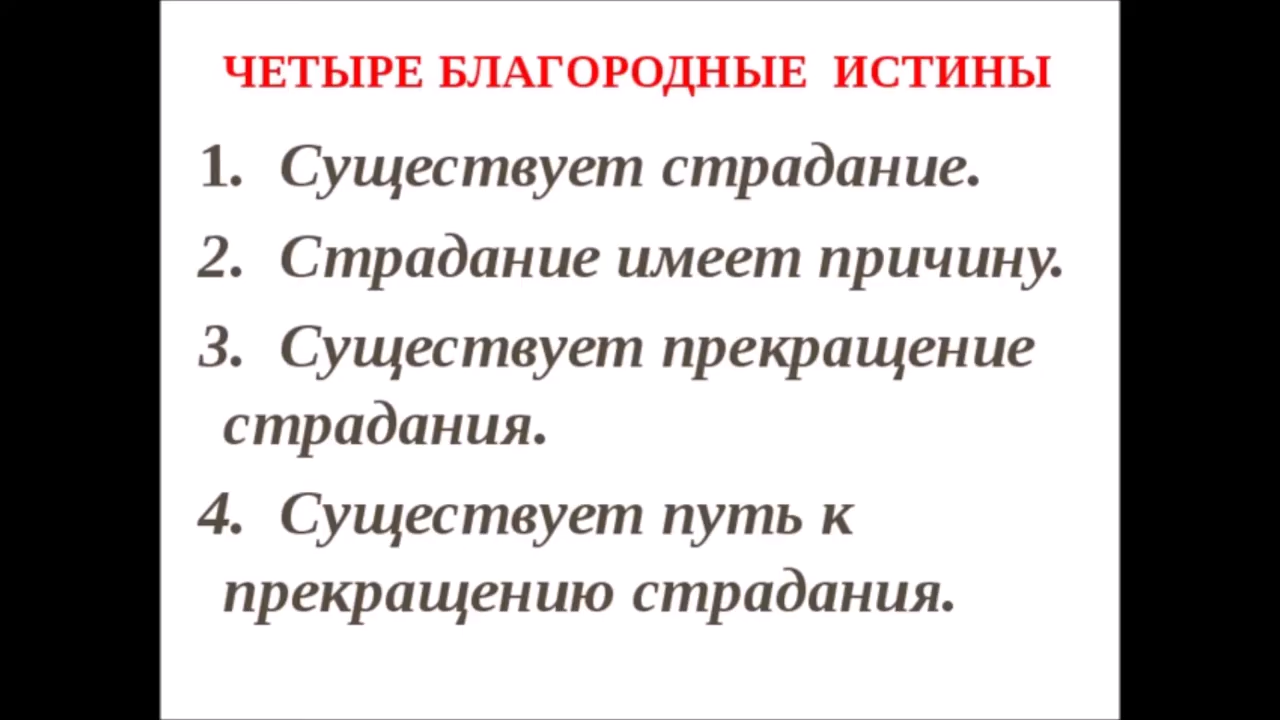 ЧЕТЫРЕ БЛАГОРОДНЫЕ ИСТИНЫ
1. Существует страдание.
2. Страдание имеет причину.
3. Существует прекращение
страдания.
4. Существует путь к
прекращению страдания.